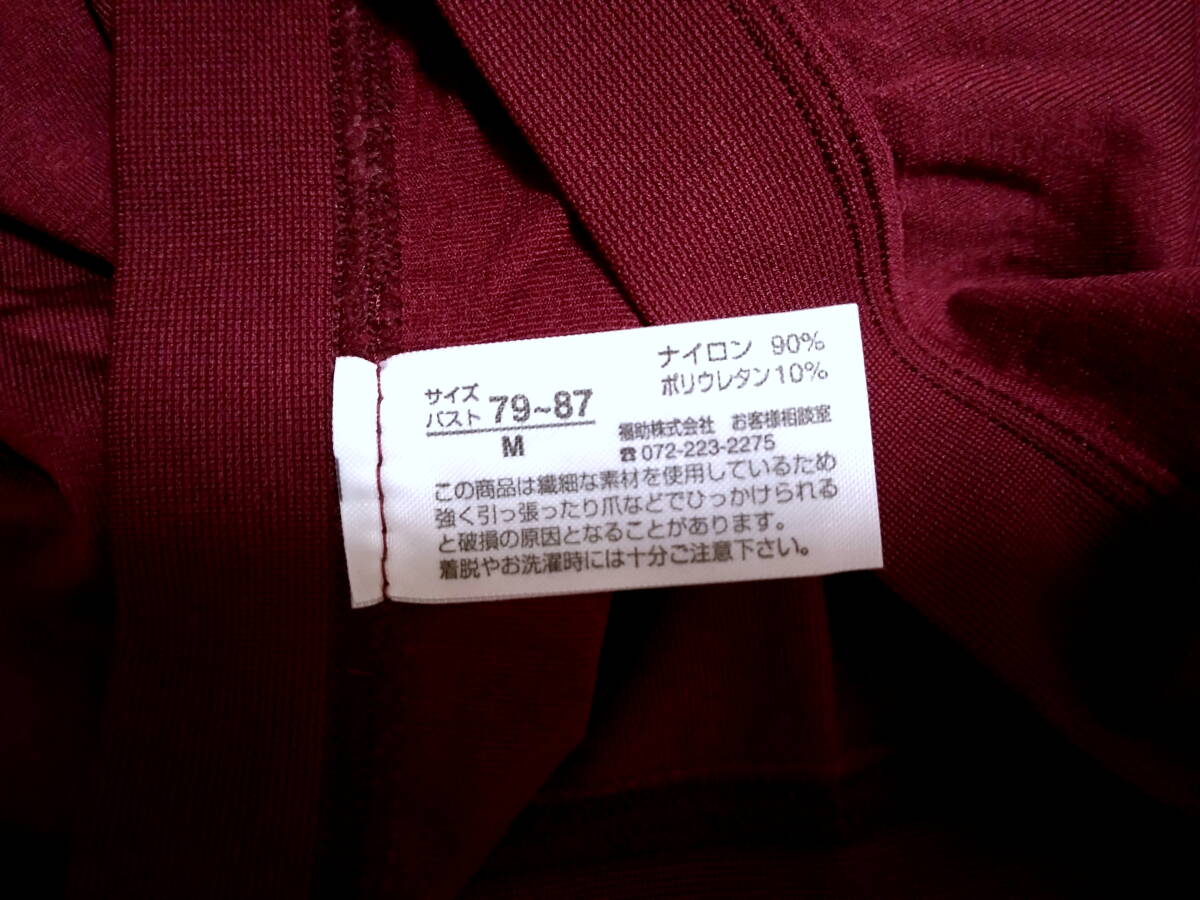 サイズ
バスト 79~87
M
ナイロン 90%
ポリウレタン10%
福助株式会社 お客様相談室
☎072-223-2275
この商品は繊細な素材を使用しているため
強く引っ張ったり爪などでひっかけられる
と破損の原因となることがあります。
着脱やお洗濯時には十分ご注意下さい。